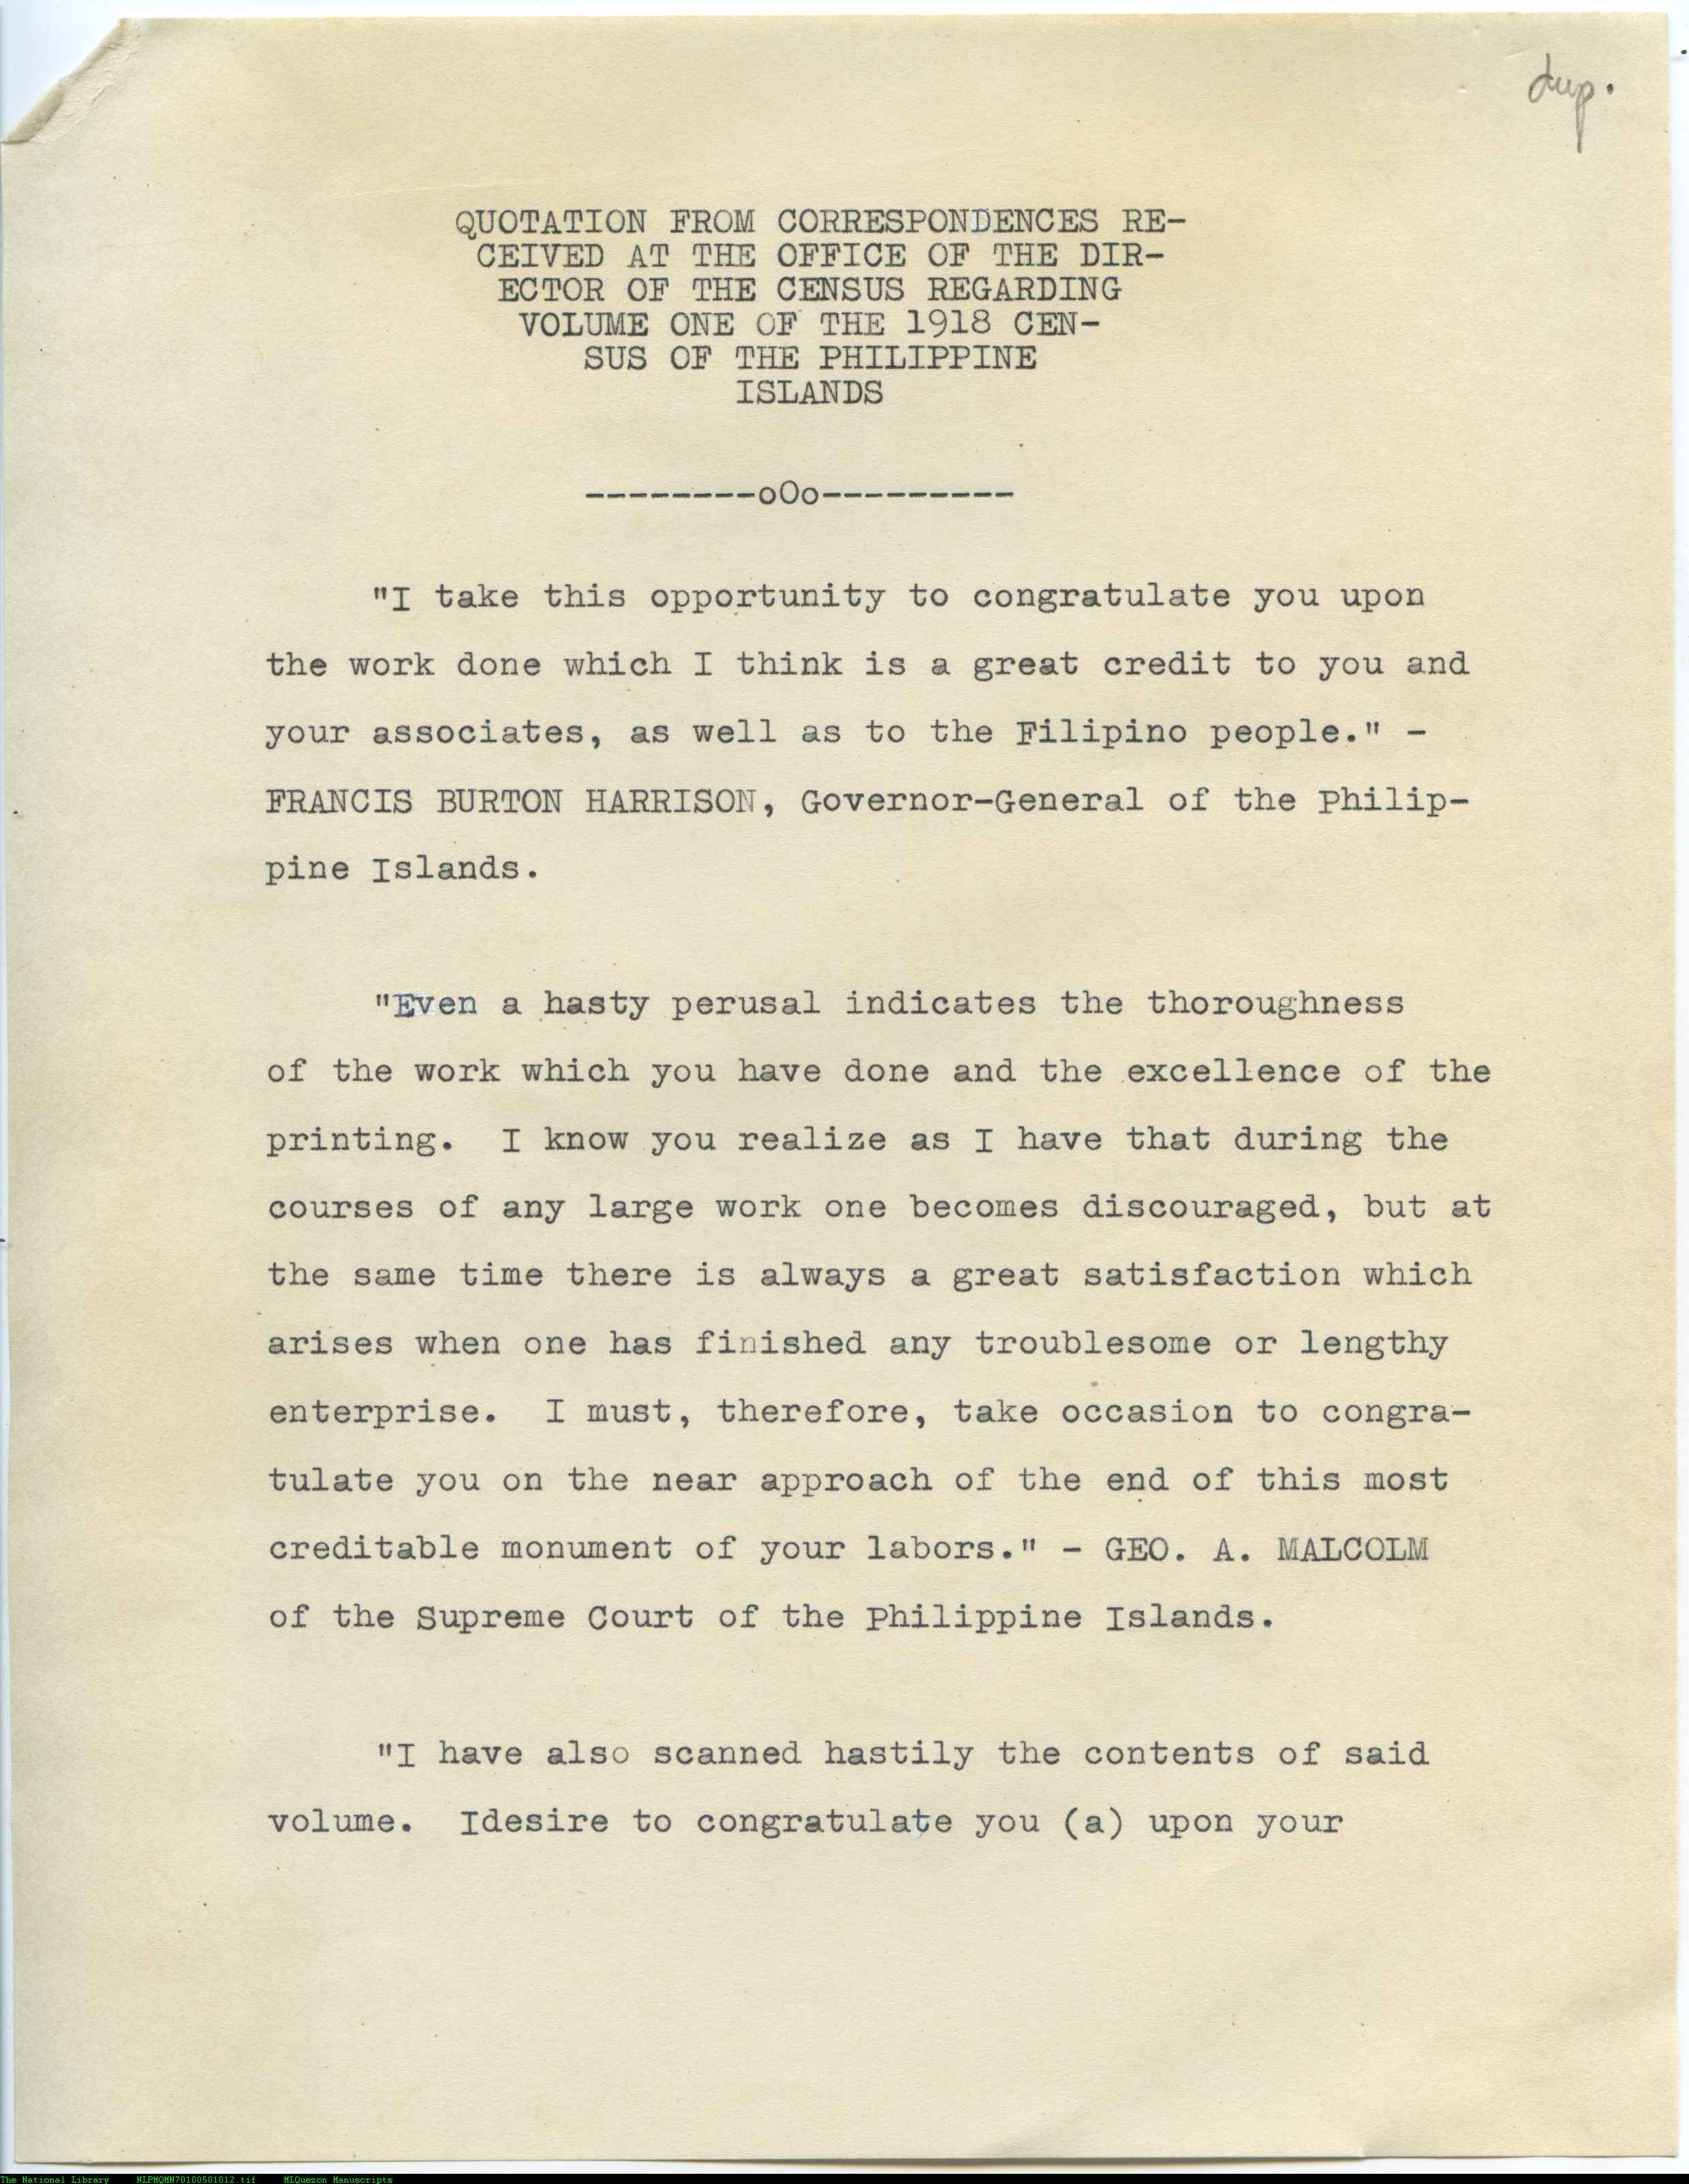 dup.
QUOTATION FROM CORRESPONDENCES RE-
CEIVED AT THE OFFICE OF THE DIR-
ECTOR OF THE CENSUS REGARDING
VOLUME ONE OF THE 1918 CEN-
SUS OF THE PHILIPPINE
ISLANDS
--------oOo---------
"I take this opportunity to congratulate you upon
the work done which I think is a great credit to you and
your associates, as well as to the Filipino people." -
FRANCIS BURTON HARRISON, Governor-General of the Philip-
pine Islands.
"Even a hasty perusal indicates the thoroughness
of the work which you have done and the excellence of the
printing.  I know you realize as I have that during the
courses of any large work one becomes discouraged, but at
the same time there is always a great satisfaction which
arises when one has finished any troublesome or lengthy
enterprise.  I must, therefore, take occasion to congra-
tulate you on the near approach of the end of this most
creditable monument of your labors." - GEO. A. MALCOLM
of the Supreme Court of the Philippine Islands.
"I have also scanned hastily the contents of said
volume.  Idesire to congratulate you (a) upon your
The National Library NLPMQMN70100501012.tif MLQuezon Manuscripts